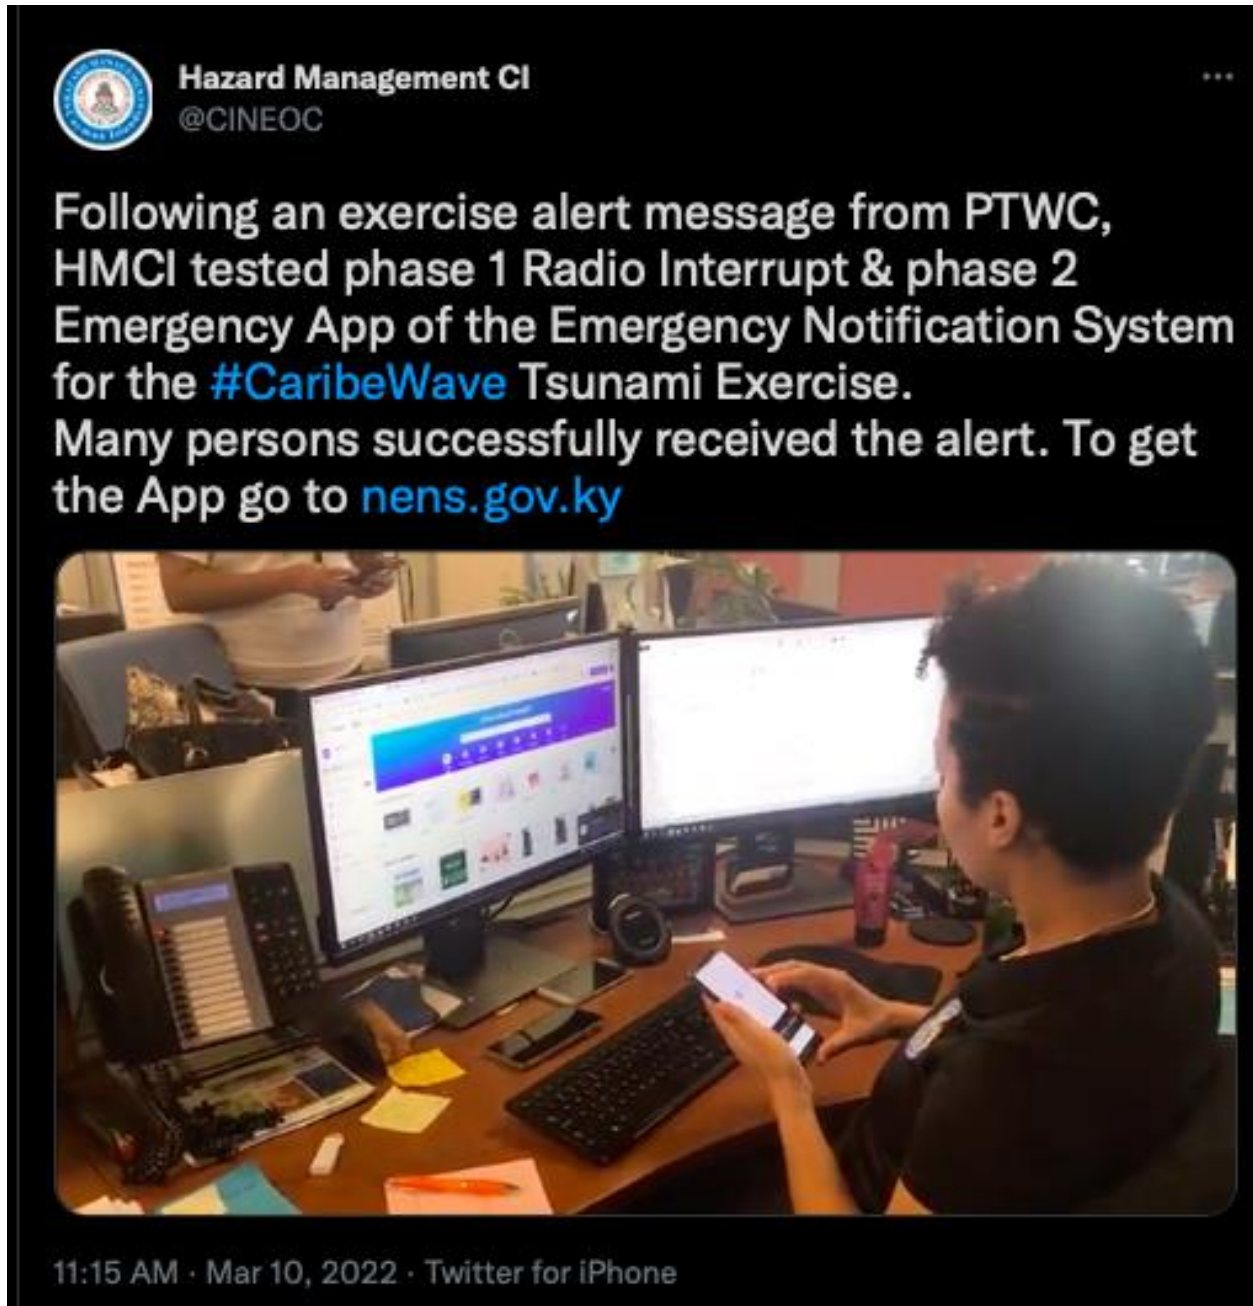 Hazard Management CI
@CINEOC
Following an exercise alert message from PTWC,
HMCI tested phase 1 Radio Interrupt & phase 2
Emergency App of the Emergency Notification System
for the #CaribeWave Tsunami Exercise.
Many persons successfully received the alert. To get
the App go to nens.gov.ky
11:15 AM · Mar 10, 2022 · Twitter for iPhone